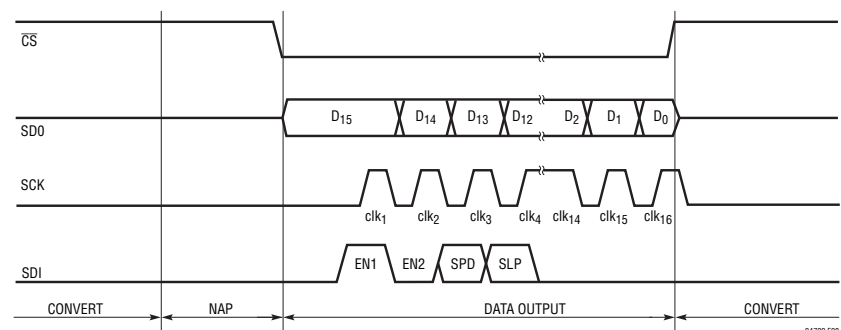 CS
D15 D14 D13 D12 D2 D1 D0
SD0
SCK
clk1 clk2 clk3 clk4 clk14 clk15 clk16
EN1 EN2 SPD SLP
SDI
CONVERT NAP DATA OUTPUT CONVERT